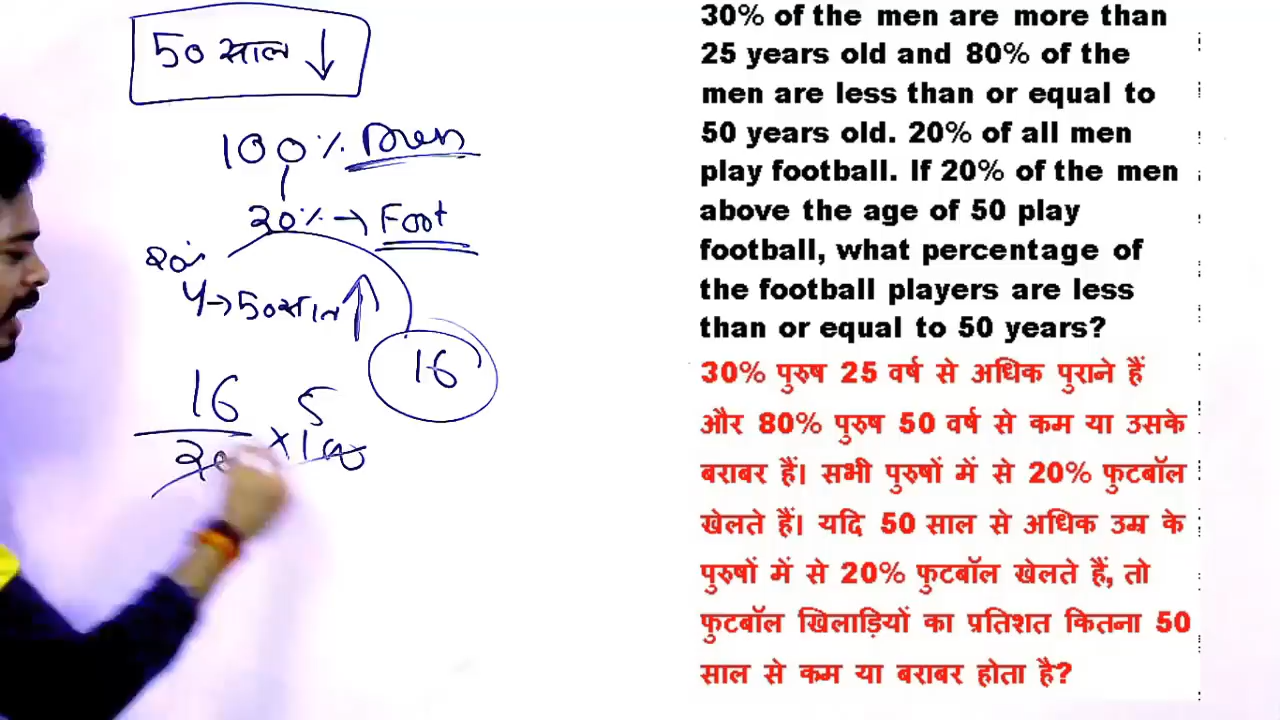 50 साल ↓
100% Men
20% → Foot
20%
4 → 50साल ↑
16
16 5
20 × 100
30% of the men are more than
25 years old and 80% of the
men are less than or equal to
50 years old. 20% of all men
play football. If 20% of the men
above the age of 50 play
football, what percentage of
the football players are less
than or equal to 50 years?
30% पुरुष 25 वर्ष से अधिक पुराने हैं
और 80% पुरुष 50 वर्ष से कम या उसके
बराबर हैं। सभी पुरुषों में से 20% फुटबॉल
खेलते हैं। यदि 50 साल से अधिक उम्र के
पुरुषों में से 20% फुटबॉल खेलते हैं, तो
फुटबॉल खिलाड़ियों का प्रतिशत कितना 50
साल से कम या बराबर होता है?